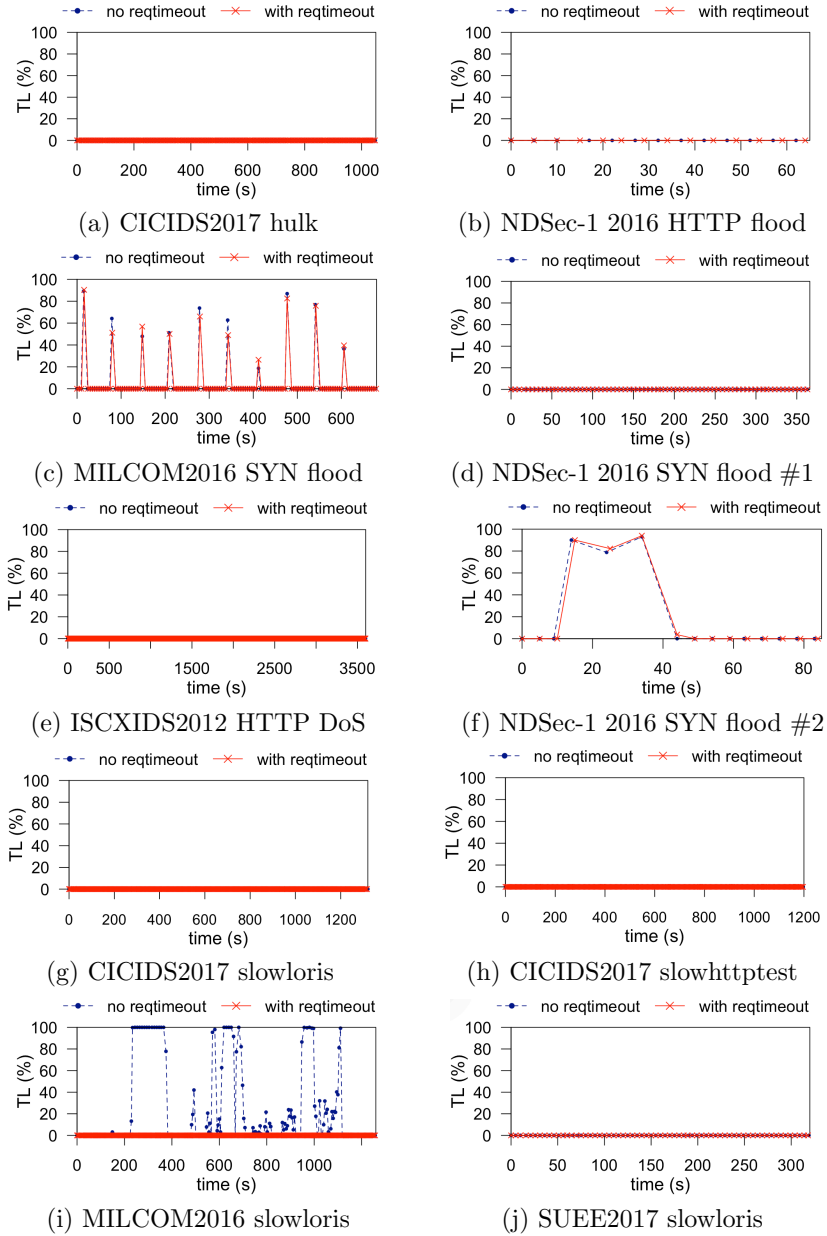 no reqtimeout with reqtimeout
100
80
60
40
20
0
TL (%)
0 200 400 600 800 1000
time (s)
(a) CICIDS2017 hulk
no reqtimeout with reqtimeout
100
80
60
40
20
0
TL (%)
0 10 20 30 40 50 60
time (s)
(b) NDSec-1 2016 HTTP flood
no reqtimeout with reqtimeout
100
80
60
40
20
0
TL (%)
0 100 200 300 400 500 600
time (s)
(c) MILCOM2016 SYN flood
no reqtimeout with reqtimeout
100
80
60
40
20
0
TL (%)
0 50 100 150 200 250 300 350
time (s)
(d) NDSec-1 2016 SYN flood #1
no reqtimeout with reqtimeout
100
80
60
40
20
0
TL (%)
0 500 1500 2500 3500
time (s)
(e) ISCXIDS2012 HTTP DoS
no reqtimeout with reqtimeout
100
80
60
40
20
0
TL (%)
0 20 40 60 80
time (s)
(f) NDSec-1 2016 SYN flood #2
no reqtimeout with reqtimeout
100
80
60
40
20
0
TL (%)
0 200 400 600 800 1000 1200
time (s)
(g) CICIDS2017 slowloris
no reqtimeout with reqtimeout
100
80
60
40
20
0
TL (%)
0 200 400 600 800 1000 1200
time (s)
(h) CICIDS2017 slowhttptest
no reqtimeout with reqtimeout
100
80
60
40
20
0
TL (%)
0 200 400 600 800 1000
time (s)
(i) MILCOM2016 slowloris
no reqtimeout with reqtimeout
100
80
60
40
20
0
TL (%)
0 50 100 150 200 250 300
time (s)
(j) SUEE2017 slowloris